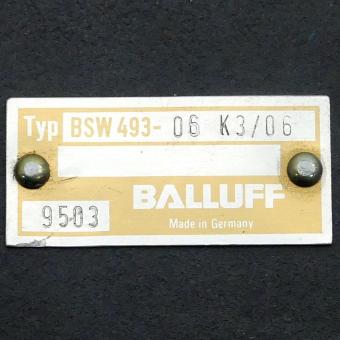 Typ BSW 493- 06 K3/06
BALLUFF
9503 Made in Germany